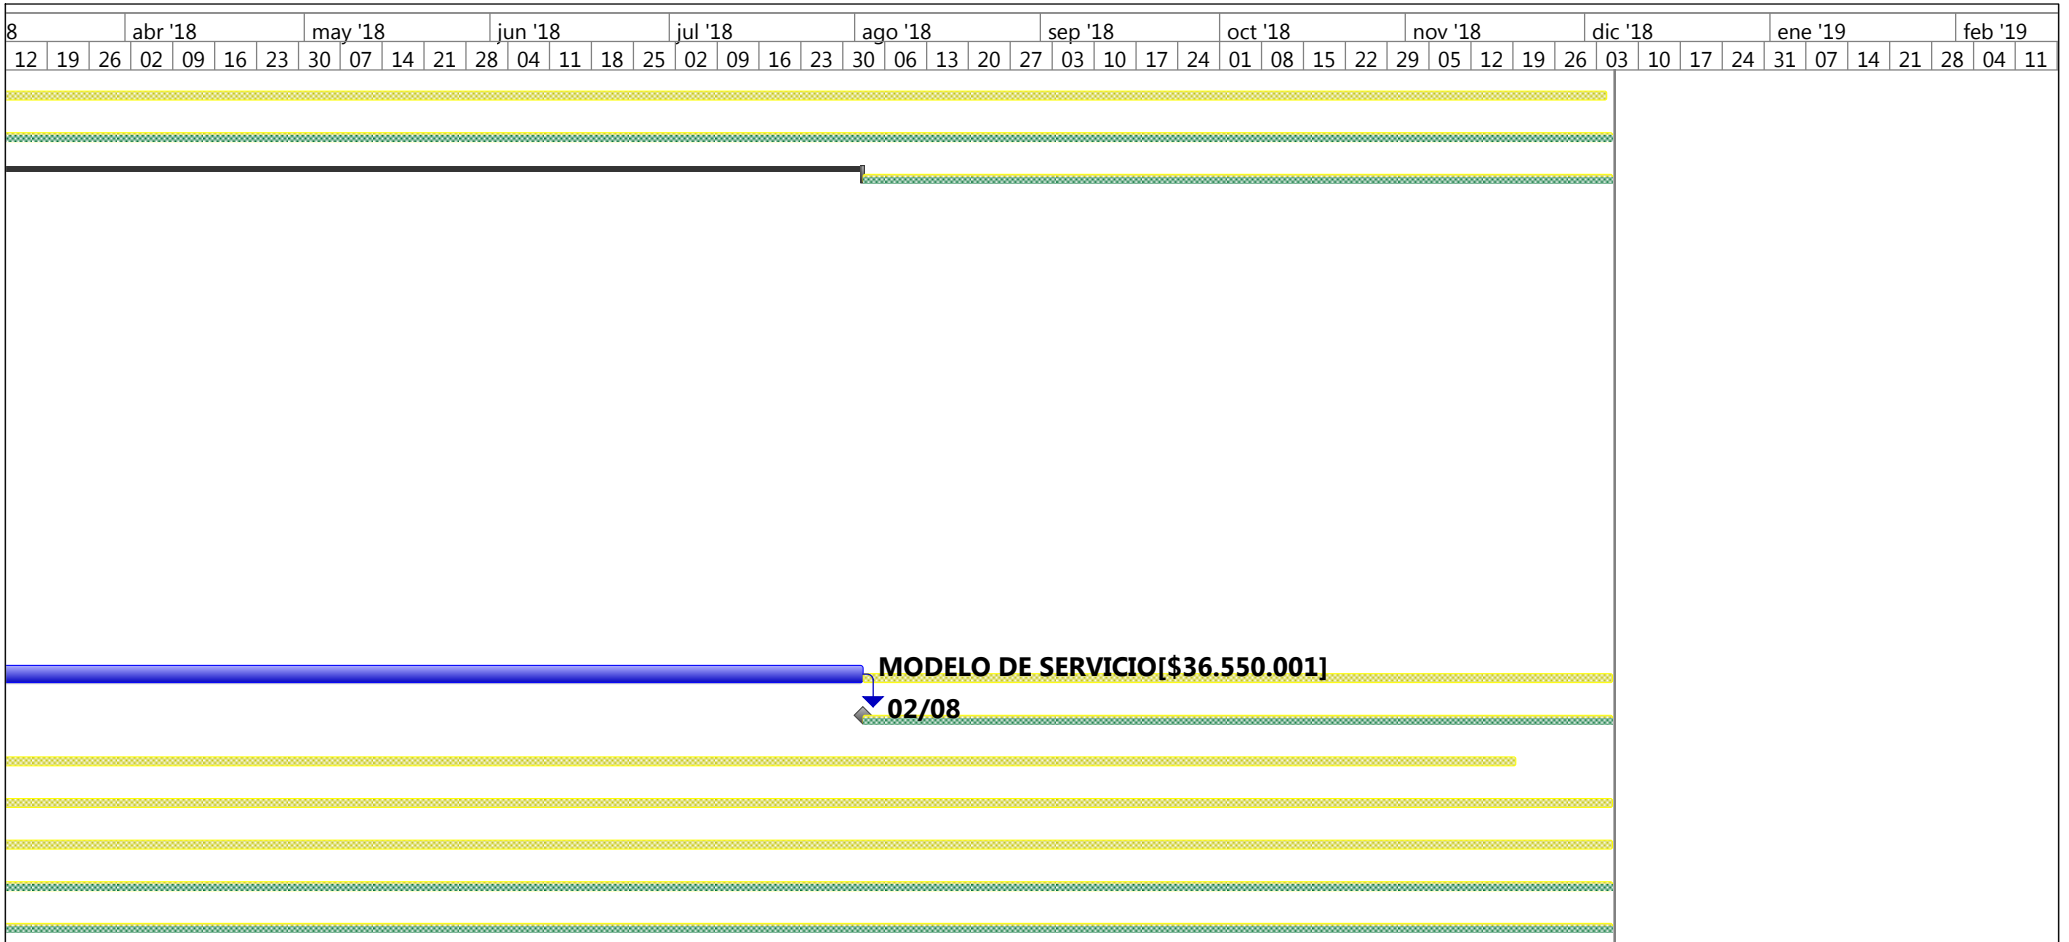 8 abr '18 may '18 jun '18 jul '18 ago '18 sep '18 oct '18 nov '18 dic '18 ene '19 feb '19
12 19 26 02 09 16 23 30 07 14 21 28 04 11 18 25 02 09 16 23 30 06 13 20 27 03 10 17 24 01 08 15 22 29 05 12 19 26 03 10 17 24 31 07 14 21 28 04 11
MODELO DE SERVICIO[$36.550.001]
02/08